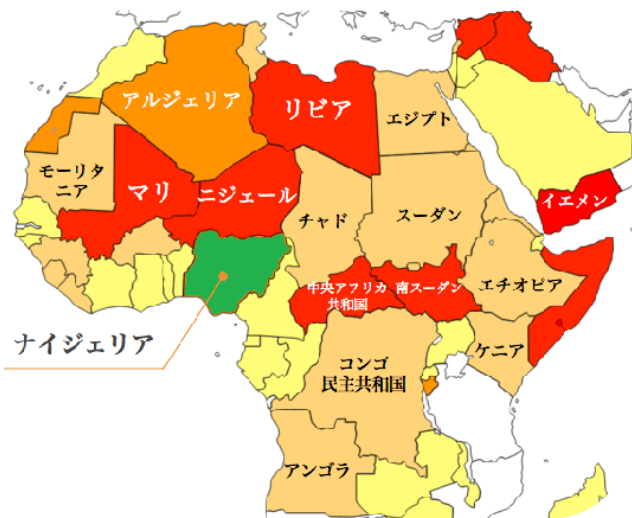 アルジェリア
リビア
エジプト
モーリタ
ニア
マリ
ニジェール
チャド
スーダン
イエメン
中央アフリカ
共和国
南スーダン
エチオピア
ナイジェリア
ケニア
コンゴ
民主共和国
アンゴラ